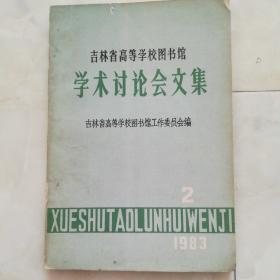 吉林省高等学校图书馆
学术讨论会文集
吉林省高等学校图书馆工作委员会编
2
XUESHUTAOLUNHUIWENJI
1983